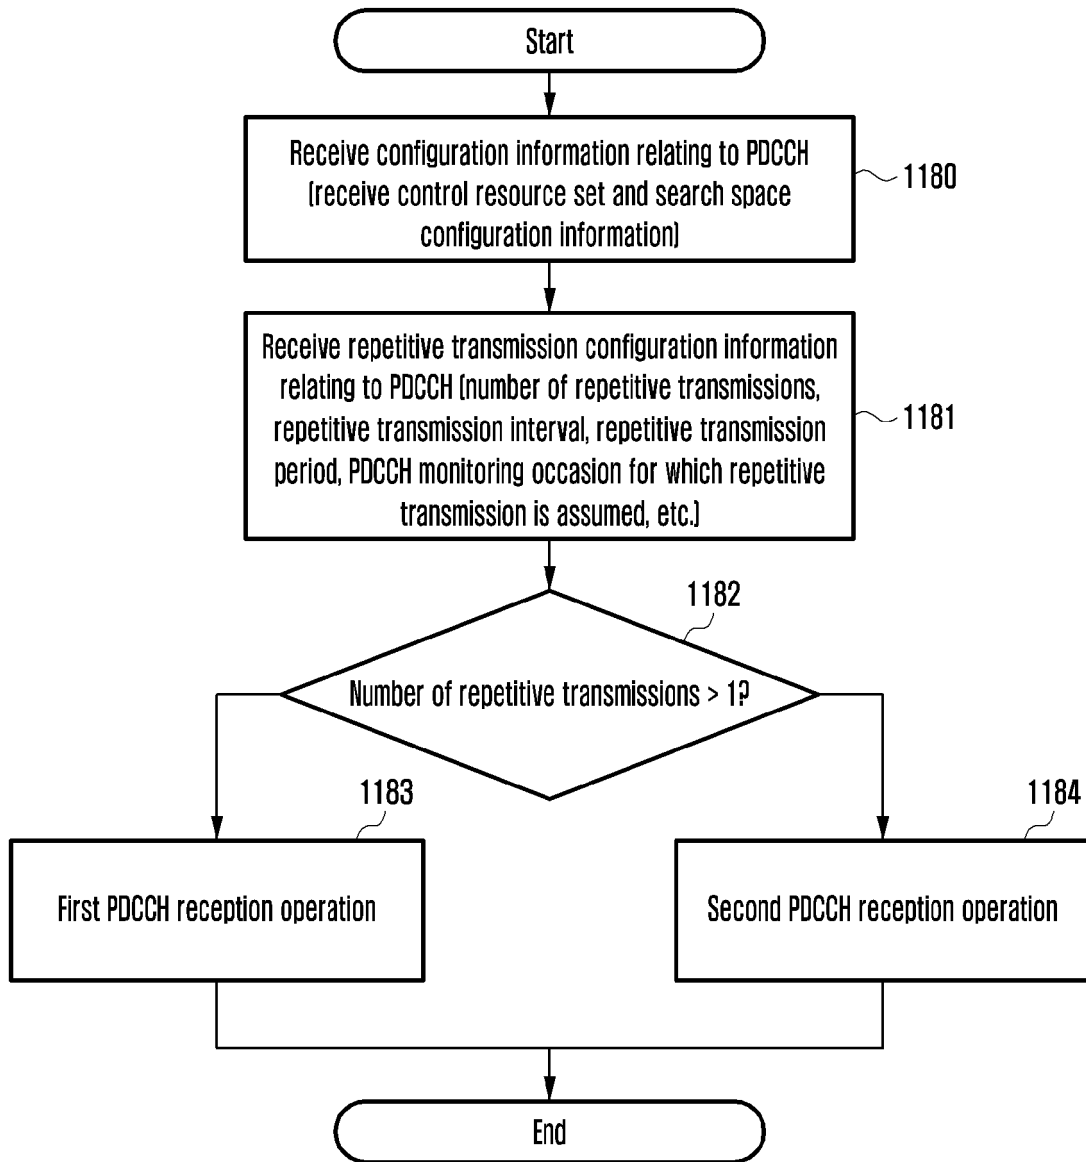 Start
Receive configuration information relating to PDCCH
(receive control resource set and search space
configuration information)
1180
Receive repetitive transmission configuration information
relating to PDCCH (number of repetitive transmissions,
repetitive transmission interval, repetitive transmission
period, PDCCH monitoring occasion for which repetitive
transmission is assumed, etc.)
1181
1182
Number of repetitive transmissions > 1?
1183
First PDCCH reception operation
1184
Second PDCCH reception operation
End